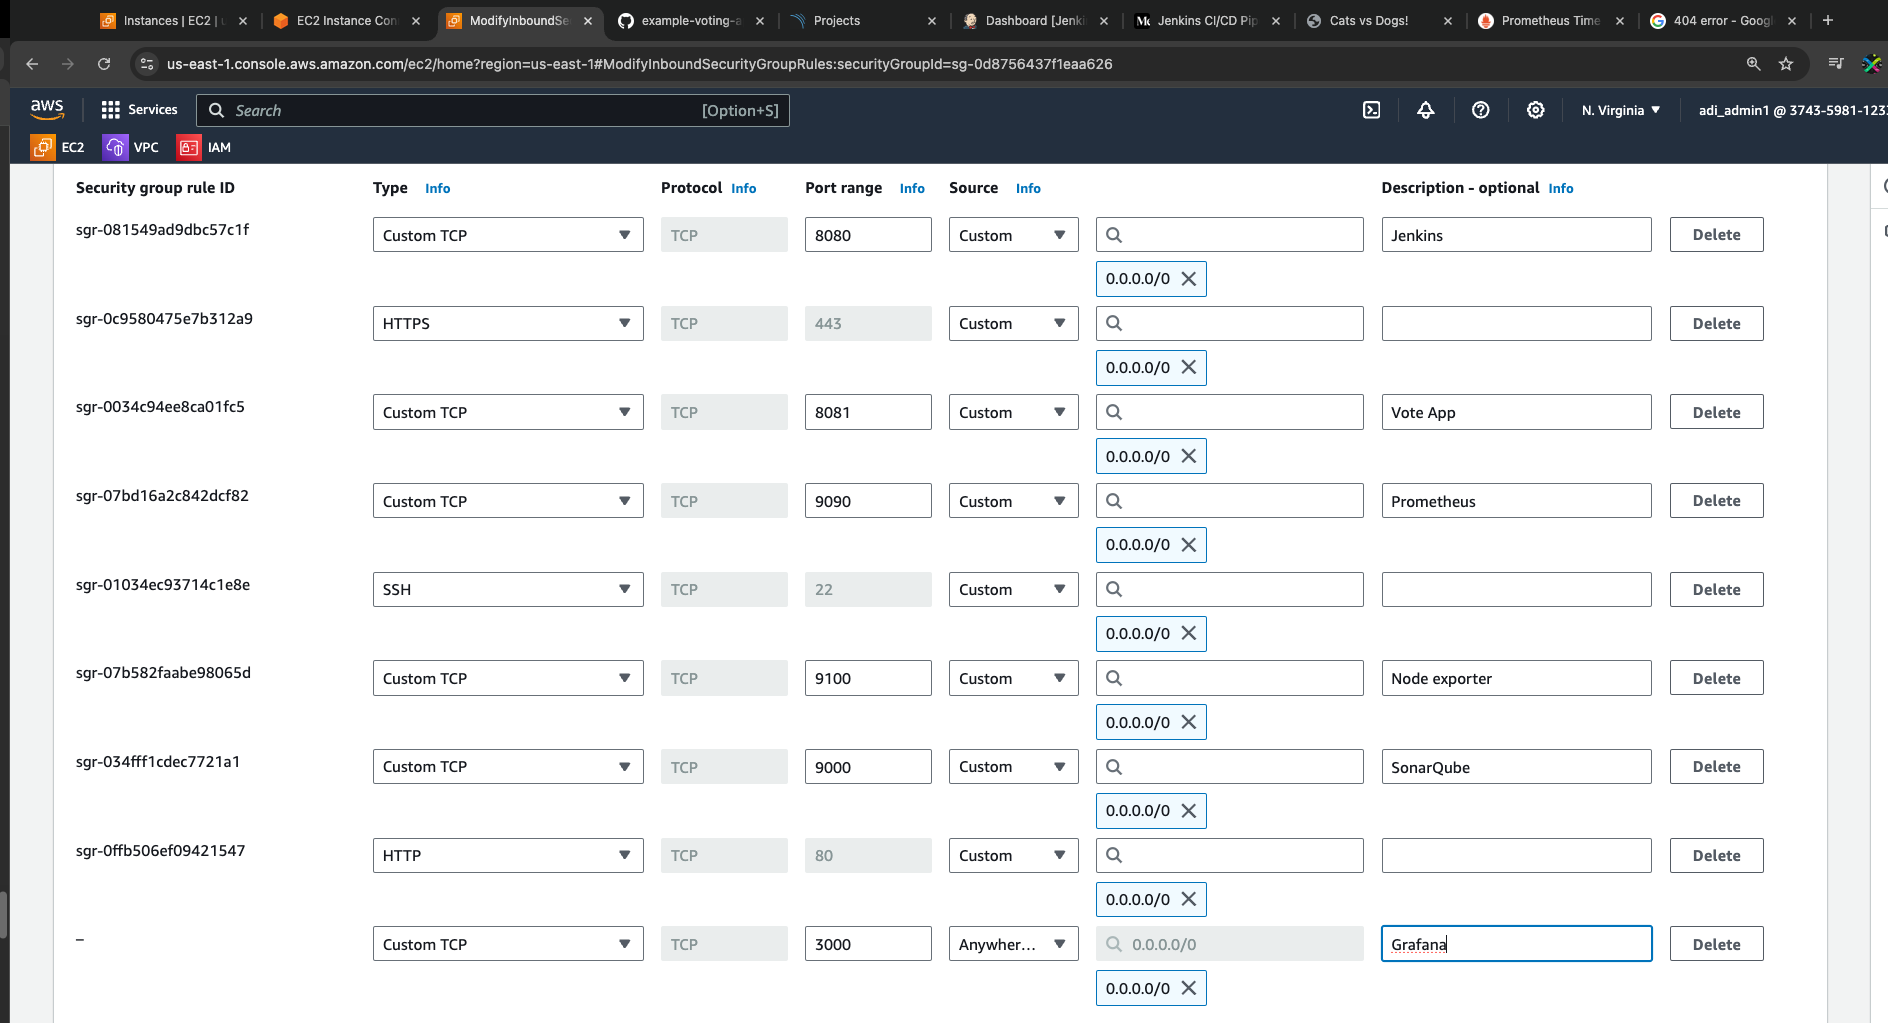 Instances | EC2 | u
EC2 Instance Con
ModifyInboundSe
example-voting-a
Projects
Dashboard [Jenki
Jenkins CI/CD Pip
Cats vs Dogs!
Prometheus Time
404 error - Googl
us-east-1.console.aws.amazon.com/ec2/home?region=us-east-1#ModifyInboundSecurityGroupRules:securityGroupId=sg-0d8756437f1eaa626
aws Services Search [Option+S] N. Virginia adi_admin1 @ 3743-5981-123
EC2 VPC IAM
Security group rule ID Type Info Protocol Info Port range Info Source Info Description - optional Info
sgr-081549ad9dbc57c1f Custom TCP TCP 8080 Custom Jenkins Delete
0.0.0.0/0
sgr-0c9580475e7b312a9 HTTPS TCP 443 Custom Delete
0.0.0.0/0
sgr-0034c94ee8ca01fc5 Custom TCP TCP 8081 Custom Vote App Delete
0.0.0.0/0
sgr-07bd16a2c842dcf82 Custom TCP TCP 9090 Custom Prometheus Delete
0.0.0.0/0
sgr-01034ec93714c1e8e SSH TCP 22 Custom Delete
0.0.0.0/0
sgr-07b582faabe98065d Custom TCP TCP 9100 Custom Node exporter Delete
0.0.0.0/0
sgr-034fff1cdec7721a1 Custom TCP TCP 9000 Custom SonarQube Delete
0.0.0.0/0
sgr-0ffb506ef09421547 HTTP TCP 80 Custom Delete
0.0.0.0/0
– Custom TCP TCP 3000 Anywher... 0.0.0.0/0 Grafana Delete
0.0.0.0/0